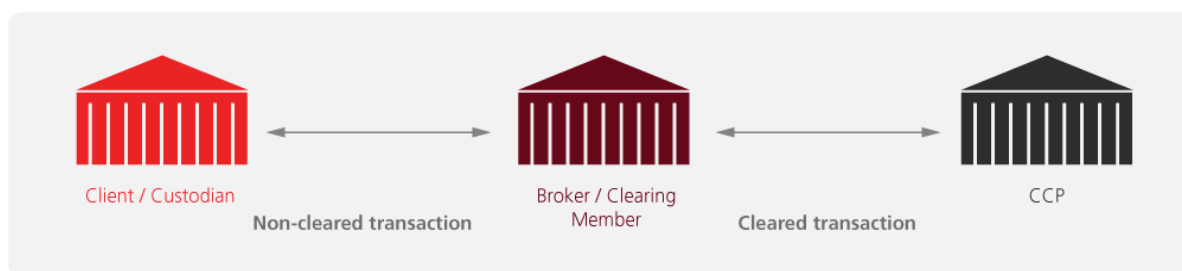 Client / Custodian
Non-cleared transaction
Broker / Clearing
Member
Cleared transaction
CCP